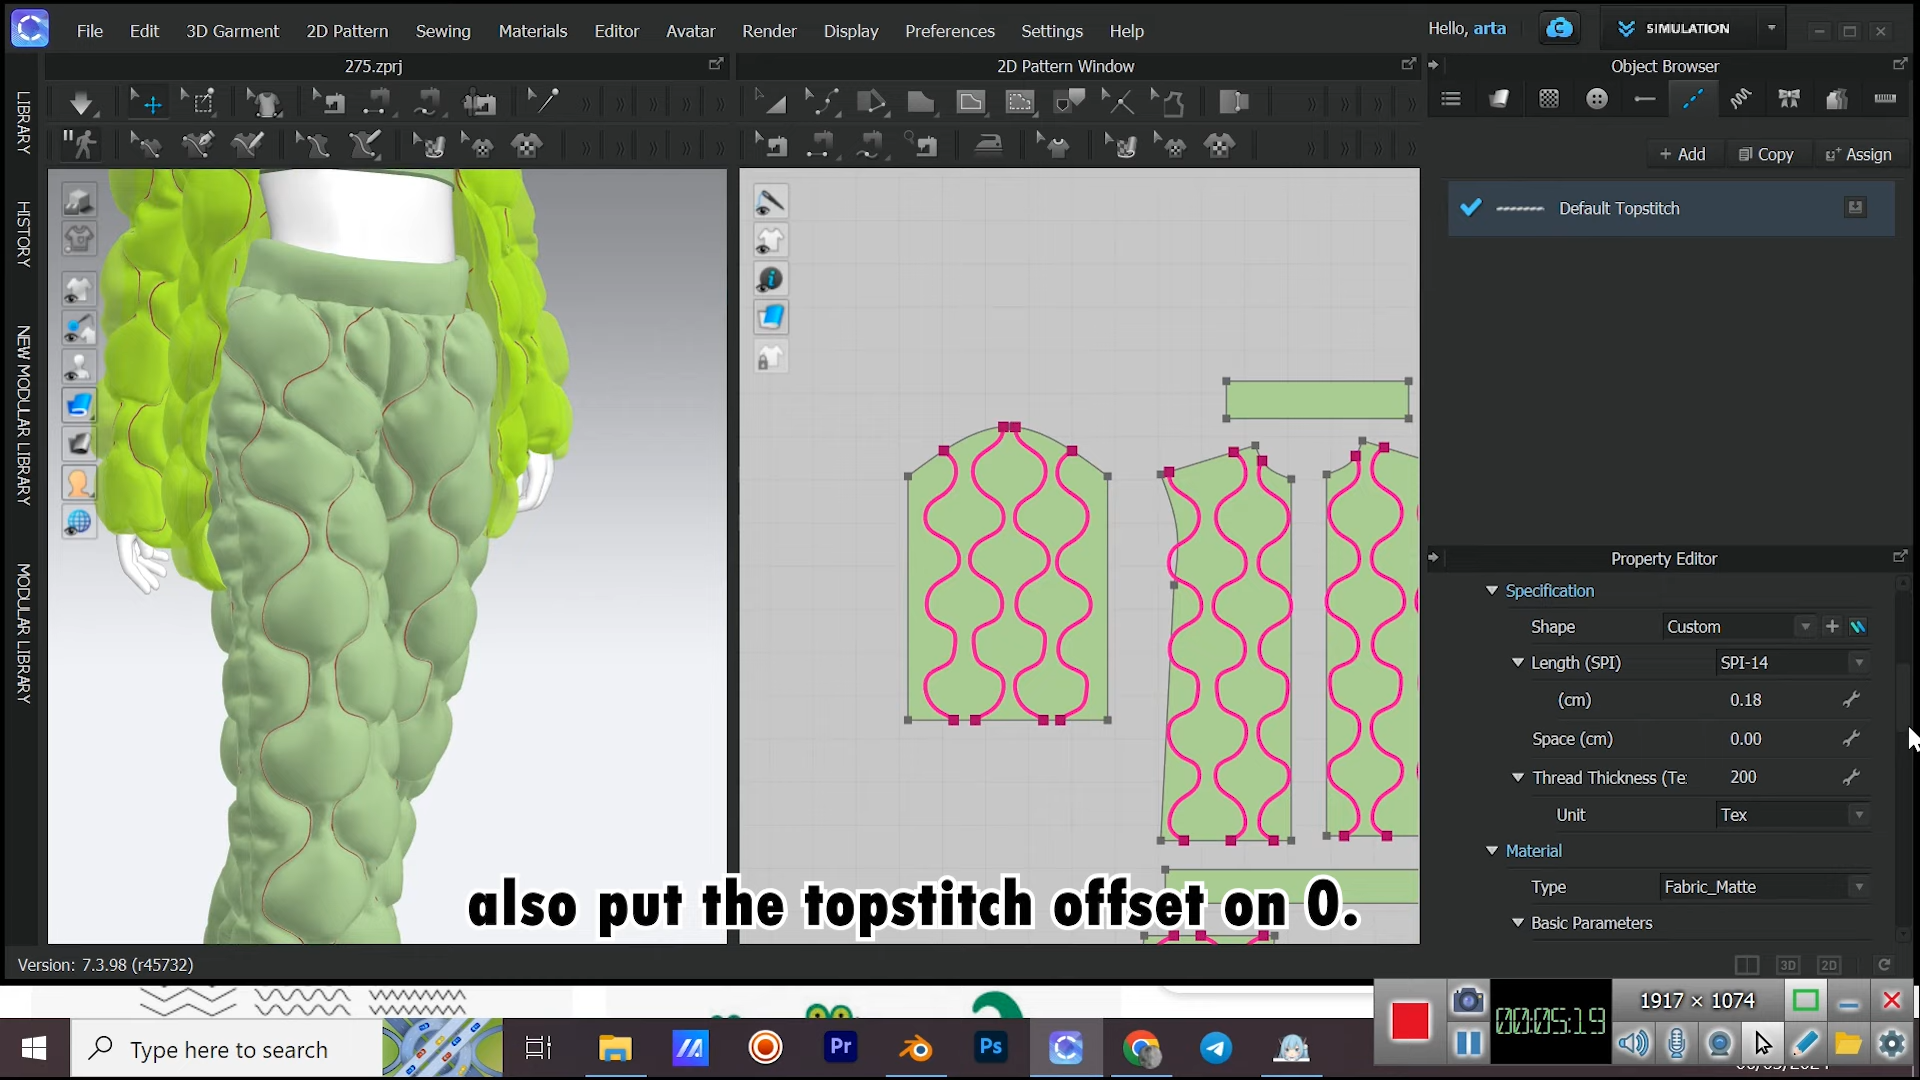 File Edit 3D Garment 2D Pattern Sewing Materials Editor Avatar Render Display Preferences Settings Help
Hello, arta
SIMULATION
275.zprj
2D Pattern Window
Object Browser
LIBRARY
HISTORY
NEW MODULAR LIBRARY
MODULAR LIBRARY
+ Add
Copy
Assign
Default Topstitch
Property Editor
Specification
Shape Custom
Length (SPI) SPI-14
(cm) 0.18
Space (cm) 0.00
Thread Thickness (Te: 200
Unit Tex
Material
Type Fabric_Matte
Basic Parameters
also put the topstitch offset on 0.
Version: 7.3.98 (r45732)
3D
2D
1917 × 1074
00:05:19
Type here to search
Pr
Ps